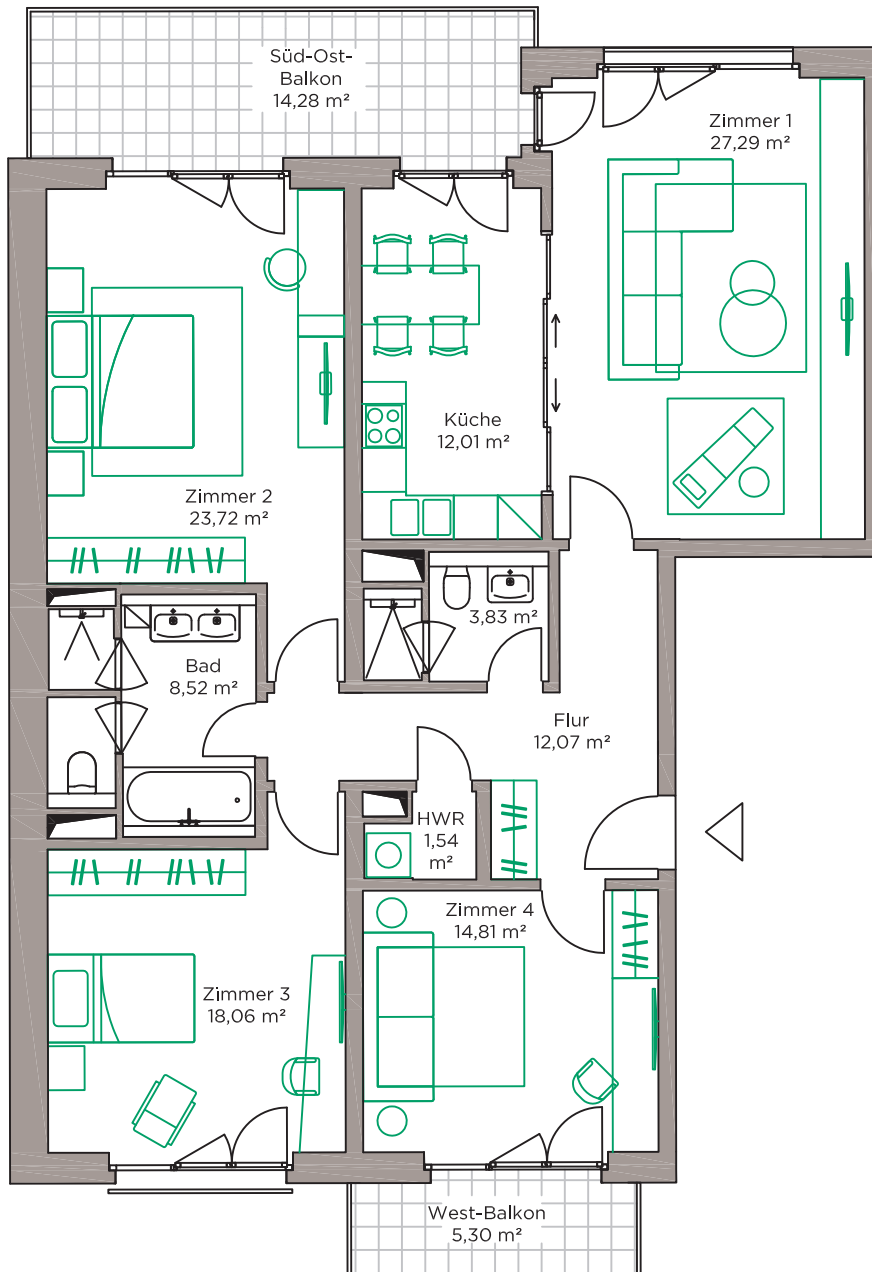 Süd-Ost-
Balkon
14,28 m²
Zimmer 1
27,29 m²
Küche
12,01 m²
Zimmer 2
23,72 m²
3,83 m²
Bad
8,52 m²
Flur
12,07 m²
HWR
1,54
m²
Zimmer 4
14,81 m²
Zimmer 3
18,06 m²
West-Balkon
5,30 m²